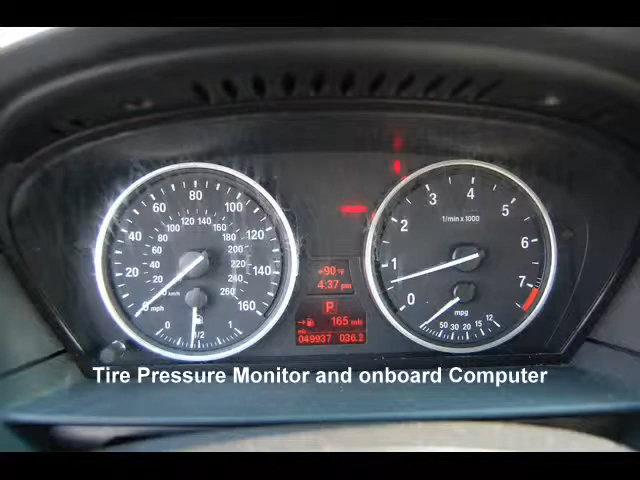 80
60 100
40 120
20 140
0 mph 160
120 140
100 160
80 180
60 200
40 220
20 240
0 km/h 260
0 1/2 1
+90°F
4:37 pm
P
165 mls
mls
049937 036.2
3 4 5
2 6
1 7
0
1/min x 1000
mpg
50 30 20 15 12
Tire Pressure Monitor and onboard Computer